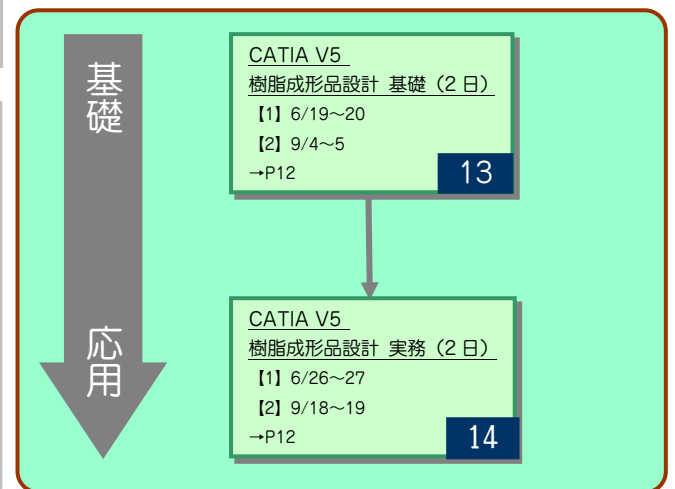 基礎
CATIA V5
樹脂成形品設計 基礎（2 日）
【1】6/19～20
【2】9/4～5
→P12
13
応用
CATIA V5
樹脂成形品設計 実務（2 日）
【1】6/26～27
【2】9/18～19
→P12
14